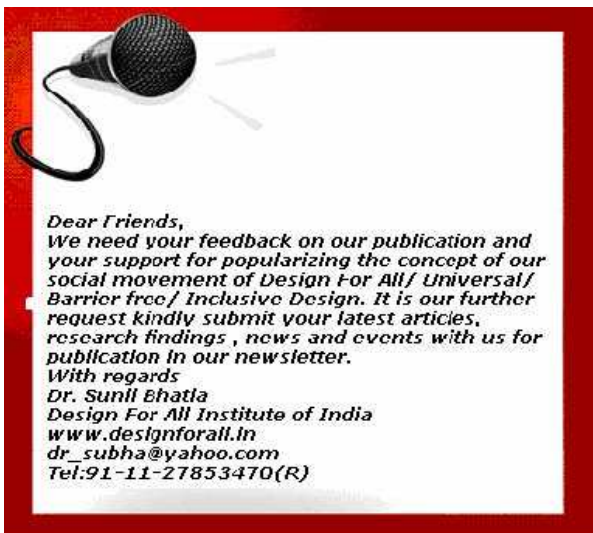 Dear Friends,
We need your feedback on our publication and
your support for popularizing the concept of our
social movement of Design For All/ Universal/
Barrier free/ Inclusive Design. It is our further
request kindly submit your latest articles,
research findings , news and events with us for
publication in our newsletter.
With regards
Dr. Sunil Bhatia
Design For All Institute of India
www.designforall.in
dr_subha@yahoo.com
Tel:91-11-27853470(R)